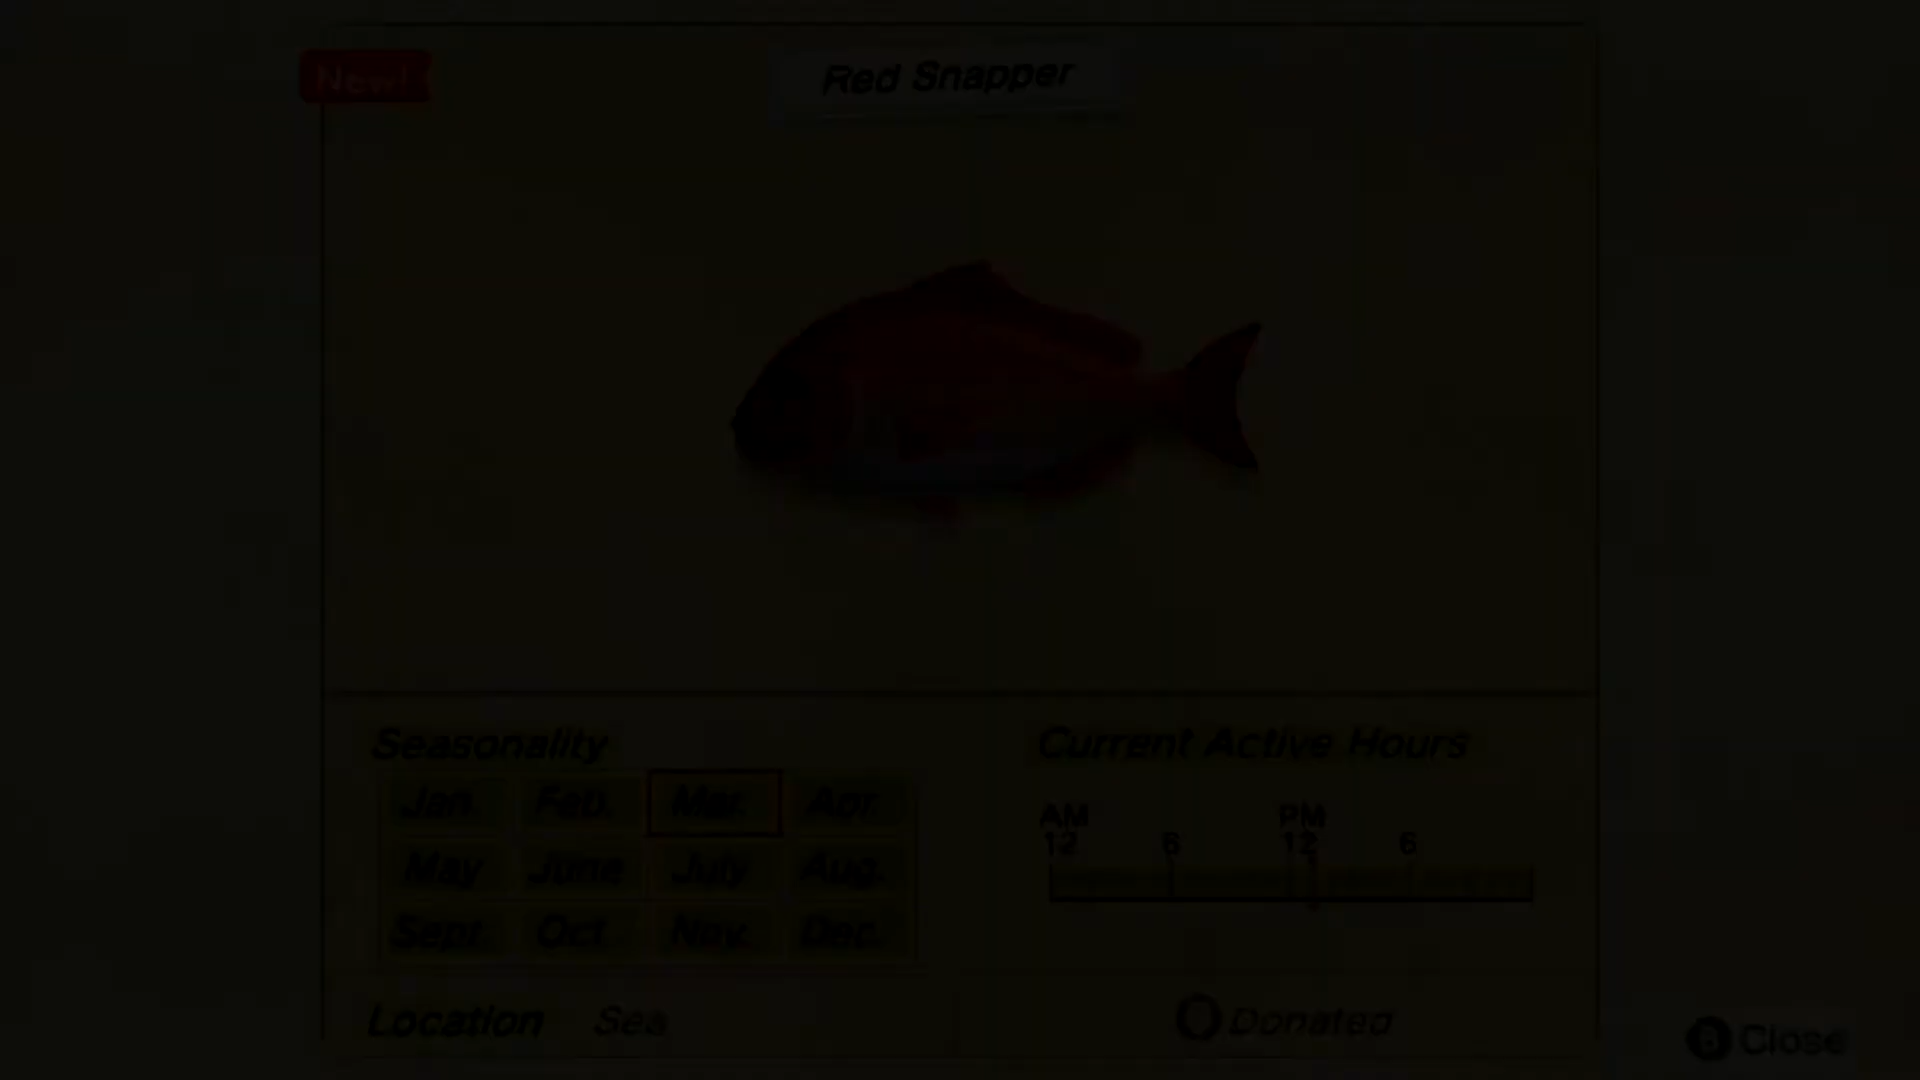 New!
Red Snapper
Seasonality
Jan. Feb. Mar. Apr.
May June July Aug.
Sept. Oct. Nov. Dec.
Current Active Hours
AM PM
12 6 12 6
Location Sea
Donated
B Close